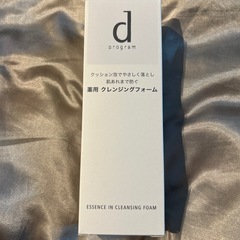 d
program
クッション泡でやさしく落とし
肌あれまで防ぐ
薬用 クレンジングフォーム
ESSENCE IN CLEANSING FOAM